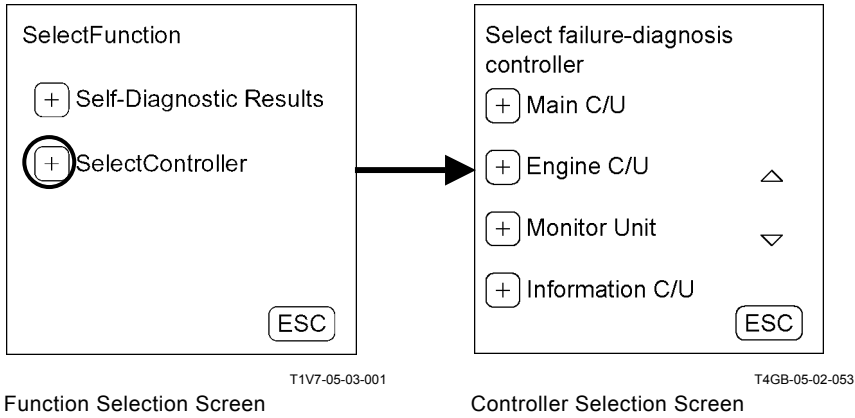 SelectFunction
+ Self-Diagnostic Results
+ SelectController
ESC
T1V7-05-03-001
Function Selection Screen
Select failure-diagnosis
controller
+ Main C/U
+ Engine C/U
+ Monitor Unit
+ Information C/U
ESC
T4GB-05-02-053
Controller Selection Screen